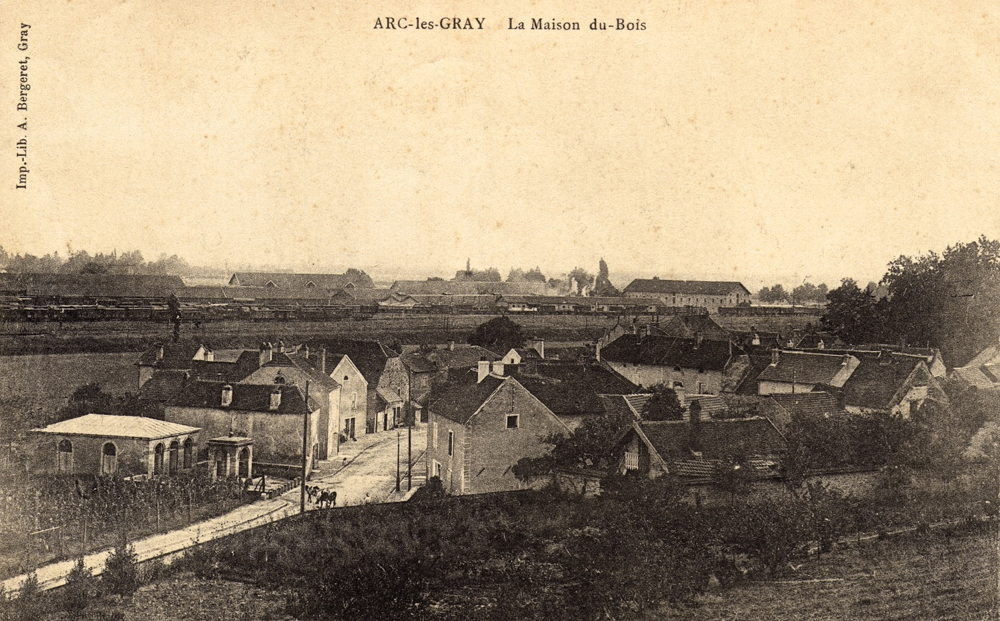 ARC-les-GRAY La Maison du-Bois
Imp.-Lib. A. Bergeret, Gray